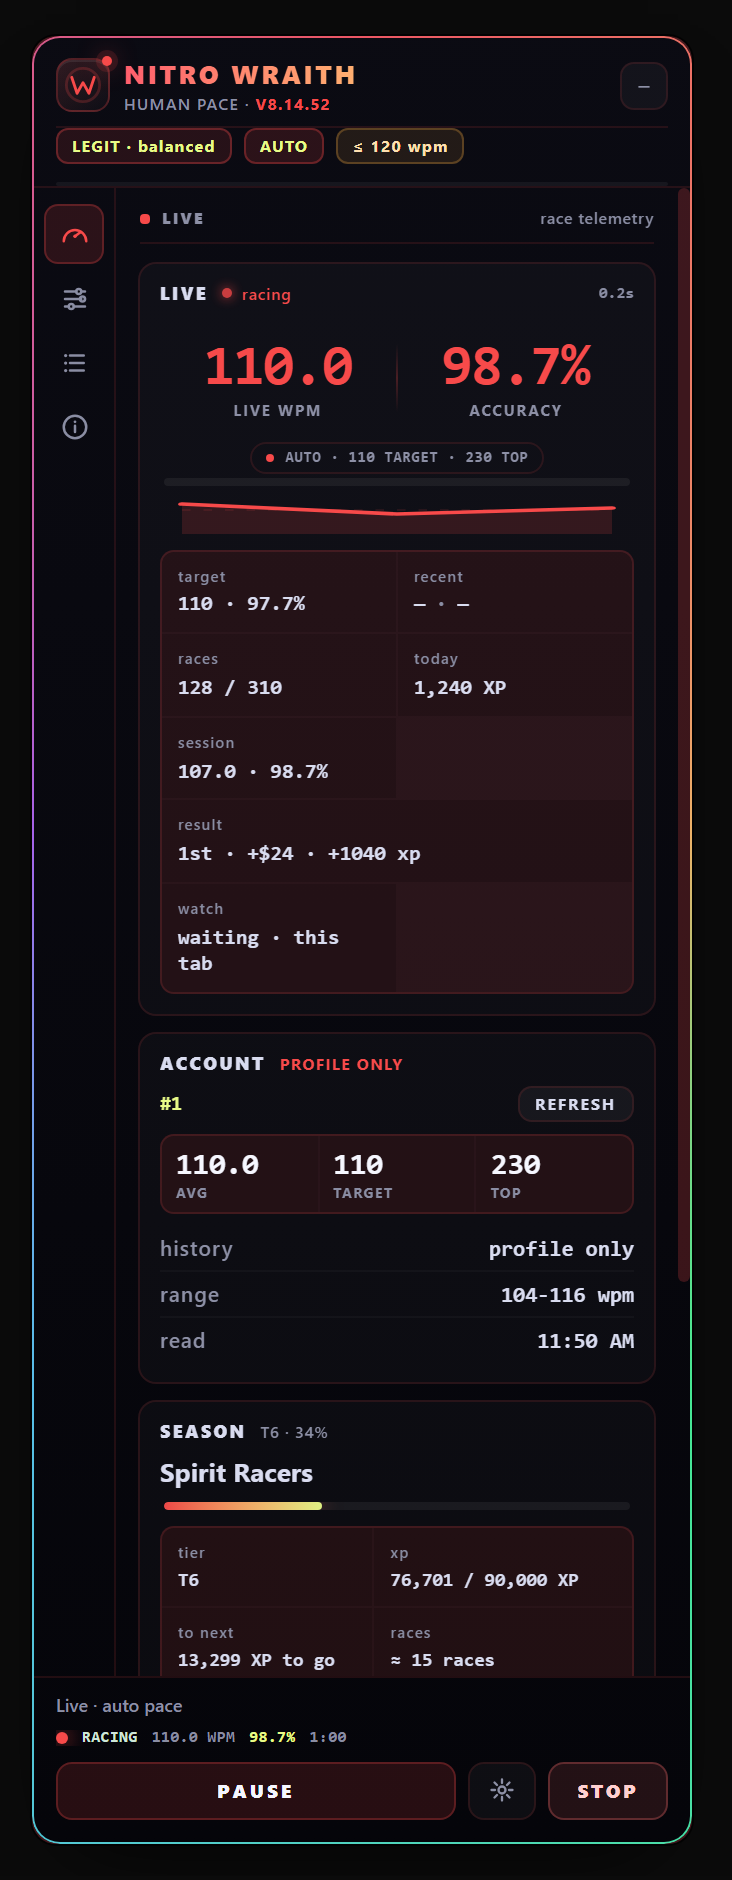 NITRO WRAITH
HUMAN PACE · V8.14.52
–
LEGIT · balanced
AUTO
≤ 120 wpm
LIVE
race telemetry
LIVE
racing
0.2s
110.0
98.7%
LIVE WPM
ACCURACY
AUTO · 110 TARGET · 230 TOP
target
recent
110 · 97.7%
— · —
races
today
128 / 310
1,240 XP
session
107.0 · 98.7%
result
1st · +$24 · +1040 xp
watch
waiting · this
tab
ACCOUNT PROFILE ONLY
#1
REFRESH
110.0
110
230
AVG
TARGET
TOP
history
profile only
range
104-116 wpm
read
11:50 AM
SEASON T6 · 34%
Spirit Racers
tier
xp
T6
76,701 / 90,000 XP
to next
races
13,299 XP to go
≈ 15 races
Live · auto pace
RACING 110.0 WPM 98.7% 1:00
PAUSE
STOP